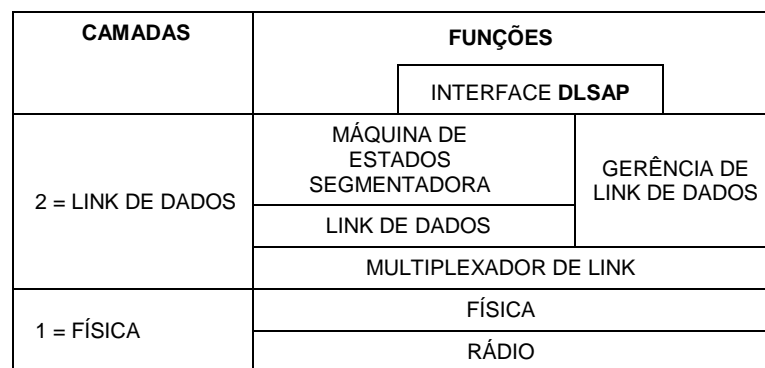 CAMADAS
FUNÇÕES
INTERFACE DLSAP
2 = LINK DE DADOS
MÁQUINA DE
ESTADOS
SEGMENTADORA
GERÊNCIA DE
LINK DE DADOS
LINK DE DADOS
MULTIPLEXADOR DE LINK
1 = FÍSICA
FÍSICA
RÁDIO